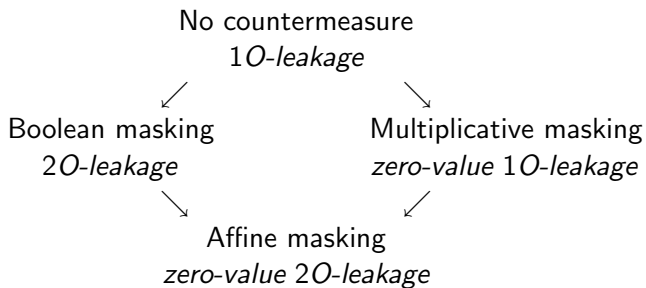 No countermeasure
1O-leakage
Boolean masking
2O-leakage
Multiplicative masking
zero-value 1O-leakage
Affine masking
zero-value 2O-leakage